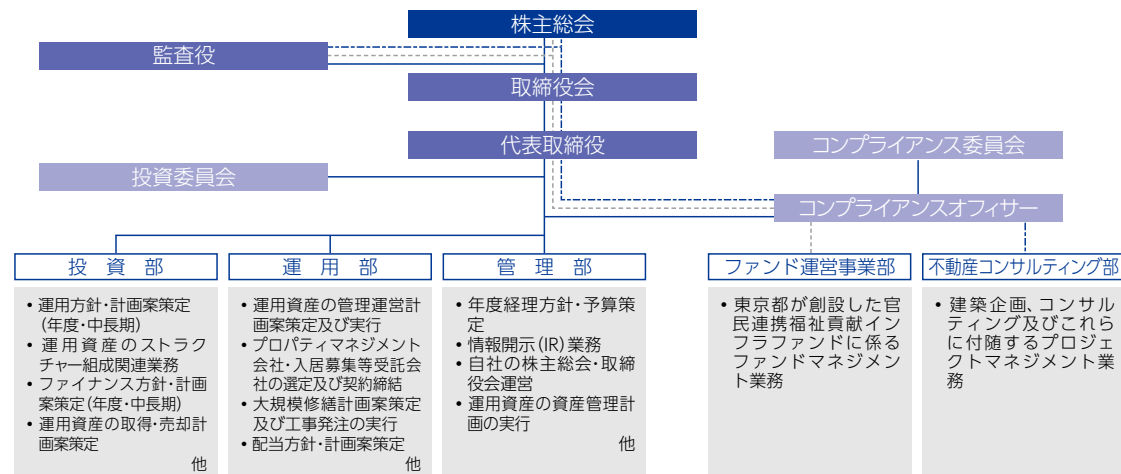 株主総会
監査役
取締役会
代表取締役
コンプライアンス委員会
投資委員会
コンプライアンスオフィサー
投資部
運用部
管理部
ファンド運営事業部
不動産コンサルティング部
• 運用方針・計画案策定
(年度・中長期)
• 運用資産のストラク
チャー組成関連業務
• ファイナンス方針・計画
案策定(年度・中長期)
• 運用資産の取得・売却計
画案策定
他
• 運用資産の管理運営計
画案策定及び実行
• プロパティマネジメント
会社・入居募集等受託会
社の選定及び契約締結
• 大規模修繕計画案策定
及び工事発注の実行
• 配当方針・計画案策定
他
• 年度経理方針・予算策
定
• 情報開示(IR)業務
• 自社の株主総会・取締
役会運営
• 運用資産の資産管理計
画の実行
他
• 東京都が創設した官
民連携福祉貢献イン
フラファンドに係る
ファンドマネジメン
ト業務
• 建築企画、コンサル
ティング及びこれら
に付随するプロジェ
クトマネジメント業
務